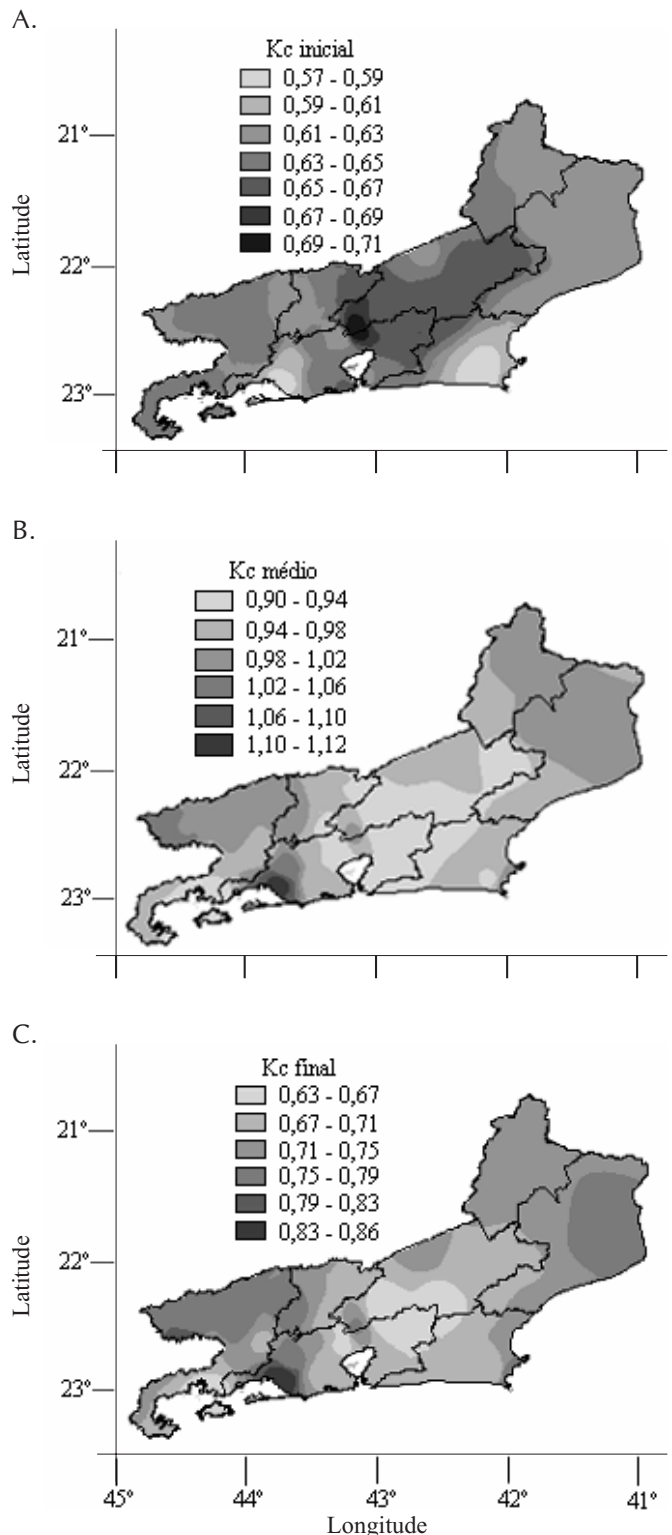 A.
Kc inicial
0,57 - 0,59
0,59 - 0,61
0,61 - 0,63
0,63 - 0,65
0,65 - 0,67
0,67 - 0,69
0,69 - 0,71
21°
22°
23°
Latitude
B.
Kc médio
0,90 - 0,94
0,94 - 0,98
0,98 - 1,02
1,02 - 1,06
1,06 - 1,10
1,10 - 1,12
21°
22°
23°
Latitude
C.
Kc final
0,63 - 0,67
0,67 - 0,71
0,71 - 0,75
0,75 - 0,79
0,79 - 0,83
0,83 - 0,86
21°
22°
23°
Latitude
45° 44° 43° 42° 41°
Longitude